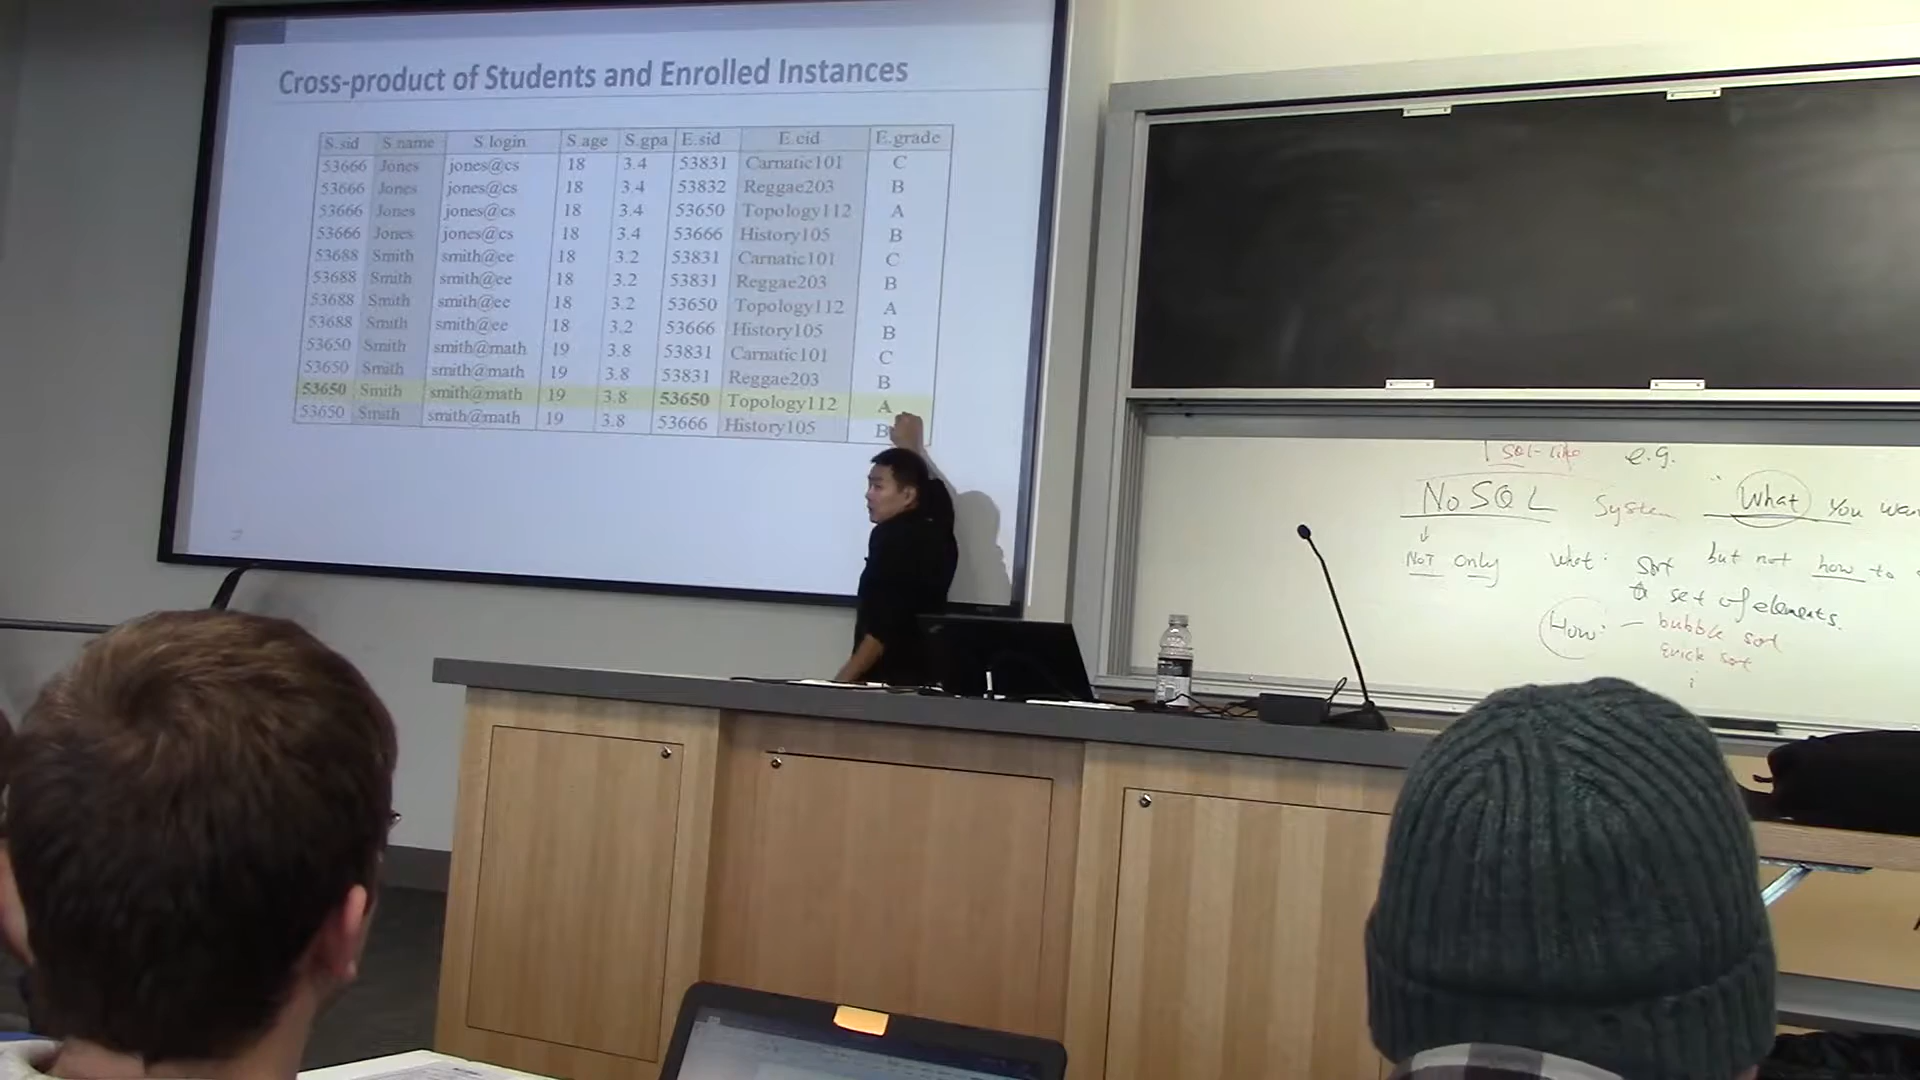 Cross-product of Students and Enrolled Instances
S.sid S.name S.login S.age S.gpa E.sid E.cid E.grade
53666 Jones jones@cs 18 3.4 53831 Carnatic101 C
53666 Jones jones@cs 18 3.4 53832 Reggae203 B
53666 Jones jones@cs 18 3.4 53650 Topology112 A
53666 Jones jones@cs 18 3.4 53666 History105 B
53688 Smith smith@ee 18 3.2 53831 Carnatic101 C
53688 Smith smith@ee 18 3.2 53831 Reggae203 B
53688 Smith smith@ee 18 3.2 53650 Topology112 A
53688 Smith smith@ee 18 3.2 53666 History105 B
53650 Smith smith@math 19 3.8 53831 Carnatic101 C
53650 Smith smith@math 19 3.8 53831 Reggae203 B
53650 Smith smith@math 19 3.8 53650 Topology112 A
53650 Smith smith@math 19 3.8 53666 History105 B
sql-like e.g.
NoSQL System What You
Not Only What: sort but not how to
set of elements.
How: - bubble sort
quick sort